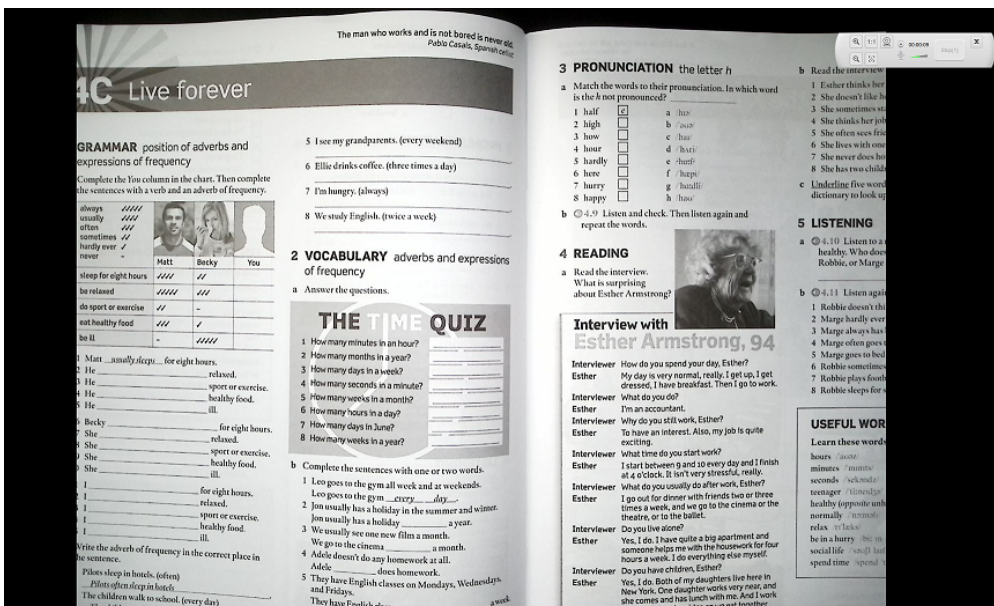 The man who works and is not bored is never old.
Pablo Casals, Spanish cellist
4C Live forever
GRAMMAR position of adverbs and
expressions of frequency
Complete the You column in the chart. Then complete
the sentences with a verb and an adverb of frequency.
always
usually
often
sometimes
hardly ever
never -
Matt Becky You
sleep for eight hours
be relaxed
do sport or exercise -
eat healthy food
be ill -
1 Matt usually sleeps for eight hours.
2 He relaxed.
3 He sport or exercise.
4 He healthy food.
5 He ill.
6 Becky for eight hours.
7 She relaxed.
8 She sport or exercise.
9 She healthy food.
She ill.
I for eight hours.
I relaxed.
I sport or exercise.
I healthy food.
I ill.
Write the adverb of frequency in the correct place in
the sentence.
Pilots sleep in hotels. (often)
Pilots often sleep in hotels
The children walk to school. (every day)
5 I see my grandparents. (every weekend)
6 Ellie drinks coffee. (three times a day)
7 I'm hungry. (always)
8 We study English. (twice a week)
2 VOCABULARY adverbs and expressions
of frequency
a Answer the questions.
THE TIME QUIZ
1 How many minutes in an hour?
2 How many months in a year?
3 How many days in a week?
4 How many seconds in a minute?
5 How many weeks in a month?
6 How many hours in a day?
7 How many days in June?
8 How many weeks in a year?
b Complete the sentences with one or two words.
1 Leo goes to the gym all week and at weekends.
Leo goes to the gym every day.
2 Jon usually has a holiday in the summer and winter.
Jon usually has a holiday a year.
3 We usually see one new film a month.
We go to the cinema a month.
4 Adele doesn't do any homework at all.
Adele does homework.
5 They have English classes on Mondays, Wednesdays,
and Fridays.
They have English a week
3 PRONUNCIATION the letter h
a Match the words to their pronunciation. In which word
is the h not pronounced?
1 half e a /hɪə/
2 high b /ˈaʊə/
3 how c /haɪ/
4 hour d /ˈhʌri/
5 hardly e /hɑːf/
6 here f /ˈhæpi/
7 hurry g /ˈhɑːdli/
8 happy h /haʊ/
b 4.9 Listen and check. Then listen again and
repeat the words.
4 READING
a Read the interview.
What is surprising
about Esther Armstrong?
Interview with
Esther Armstrong, 94
Interviewer How do you spend your day, Esther?
Esther My day is very normal, really. I get up, I get
dressed, I have breakfast. Then I go to work.
Interviewer What do you do?
Esther I'm an accountant.
Interviewer Why do you still work, Esther?
Esther To have an interest. Also, my job is quite
exciting.
Interviewer What time do you start work?
Esther I start between 9 and 10 every day and I finish
at 4 o'clock. It isn't very stressful, really.
Interviewer What do you usually do after work, Esther?
Esther I go out for dinner with friends two or three
times a week, and we go to the cinema or the
theatre, or to the ballet.
Interviewer Do you live alone?
Esther Yes, I do. I have quite a big apartment and
someone helps me with the housework for four
hours a week. I do everything else myself.
Interviewer Do you have children, Esther?
Esther Yes, I do. Both of my daughters live here in
New York. One daughter works very near, and
she comes and has lunch with me. And I work
b Read the interview
1 Esther thinks her
2 She doesn't like h
3 She sometimes st
4 She thinks her job
5 She often sees frie
6 She lives with one
7 She never does ho
8 She has two child
c Underline five word
dictionary to look up
5 LISTENING
a 4.10 Listen to a
healthy. Who does
Robbie, or Marge
b 4.11 Listen again
1 Robbie doesn't thi
2 Marge hardly ever
3 Marge always has
4 Marge often goes t
5 Marge goes to bed
6 Robbie sometimes
7 Robbie plays footb
8 Robbie sleeps for
USEFUL WOR
Learn these words
hours
minutes
seconds
teenager
healthy (opposite unh
normally
relax
be in a hurry
social life
spend time
1:1
00:00:09